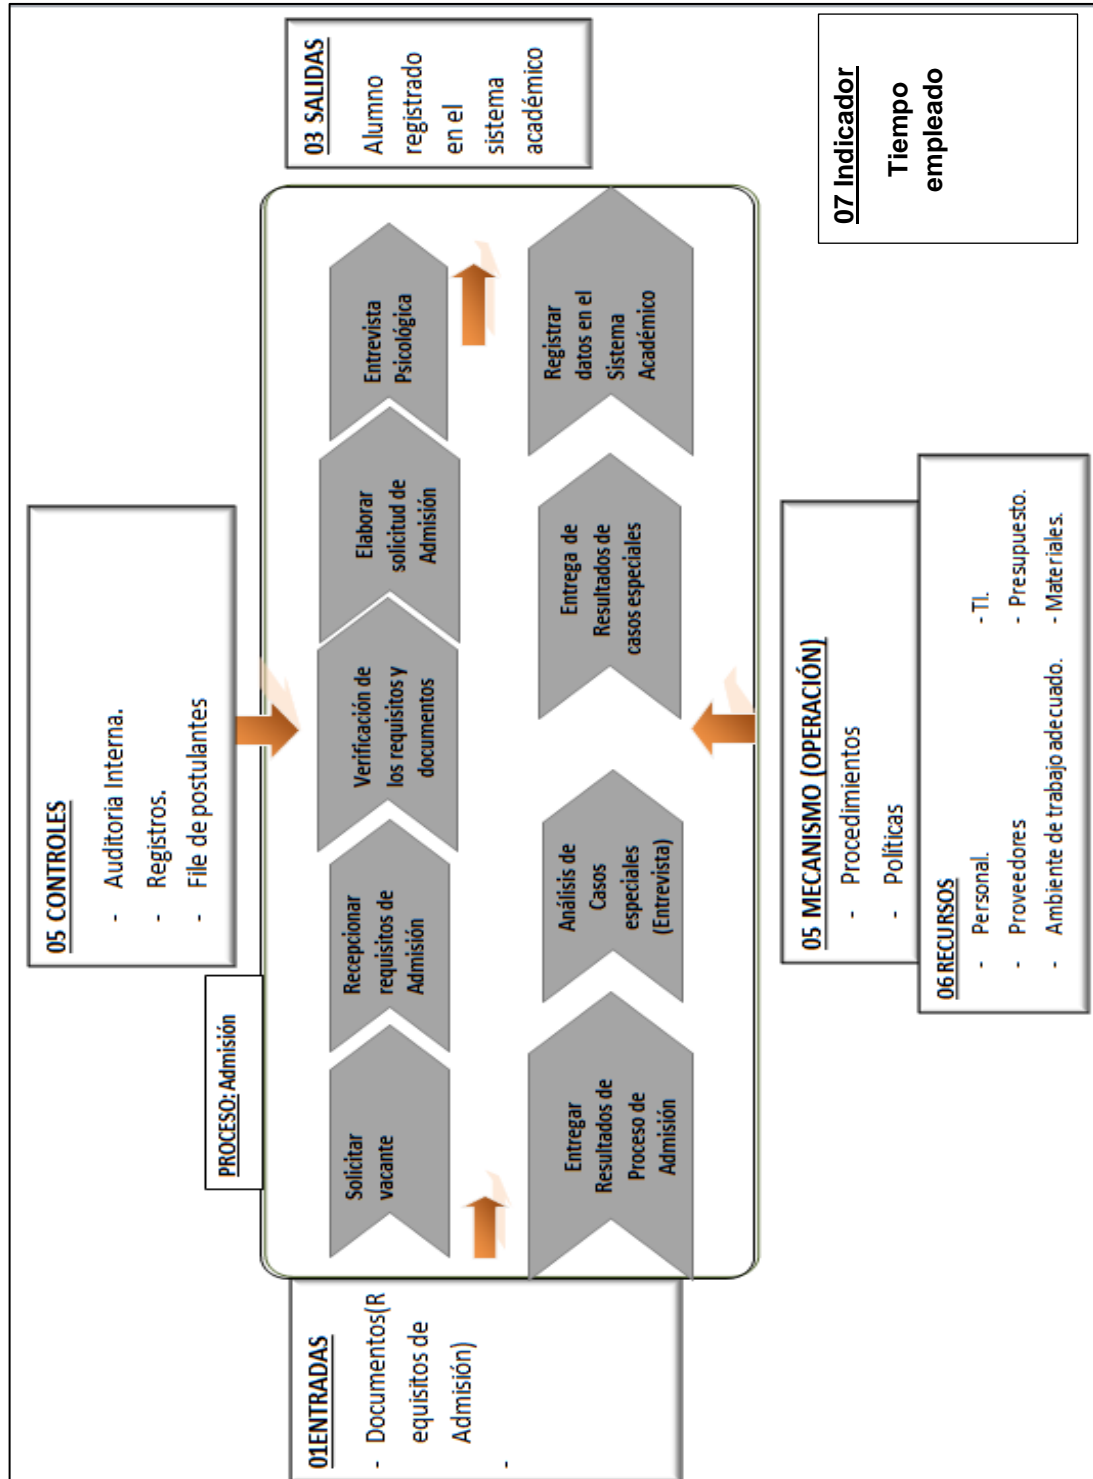 05 CONTROLES
- Auditoria Interna.
- Registros.
- File de postulantes
PROCESO: Admisión
01ENTRADAS
- Documentos(R
equisitos de
Admisión)
-
Solicitar
vacante
Recepcionar
requisitos de
Admisión
Verificación de
los requisitos y
documentos
Elaborar
solicitud de
Admisión
Entrevista
Psicológica
Entregar
Resultados de
Proceso de
Admisión
Análisis de
Casos
especiales
(Entrevista)
Entrega de
Resultados de
casos especiales
Registrar
datos en el
Sistema
Académico
03 SALIDAS
Alumno
registrado
en el
sistema
académico
05 MECANISMO (OPERACIÓN)
- Procedimientos
- Políticas
06 RECURSOS
- Personal. - TI.
- Proveedores - Presupuesto.
- Ambiente de trabajo adecuado. - Materiales.
07 Indicador
Tiempo
empleado